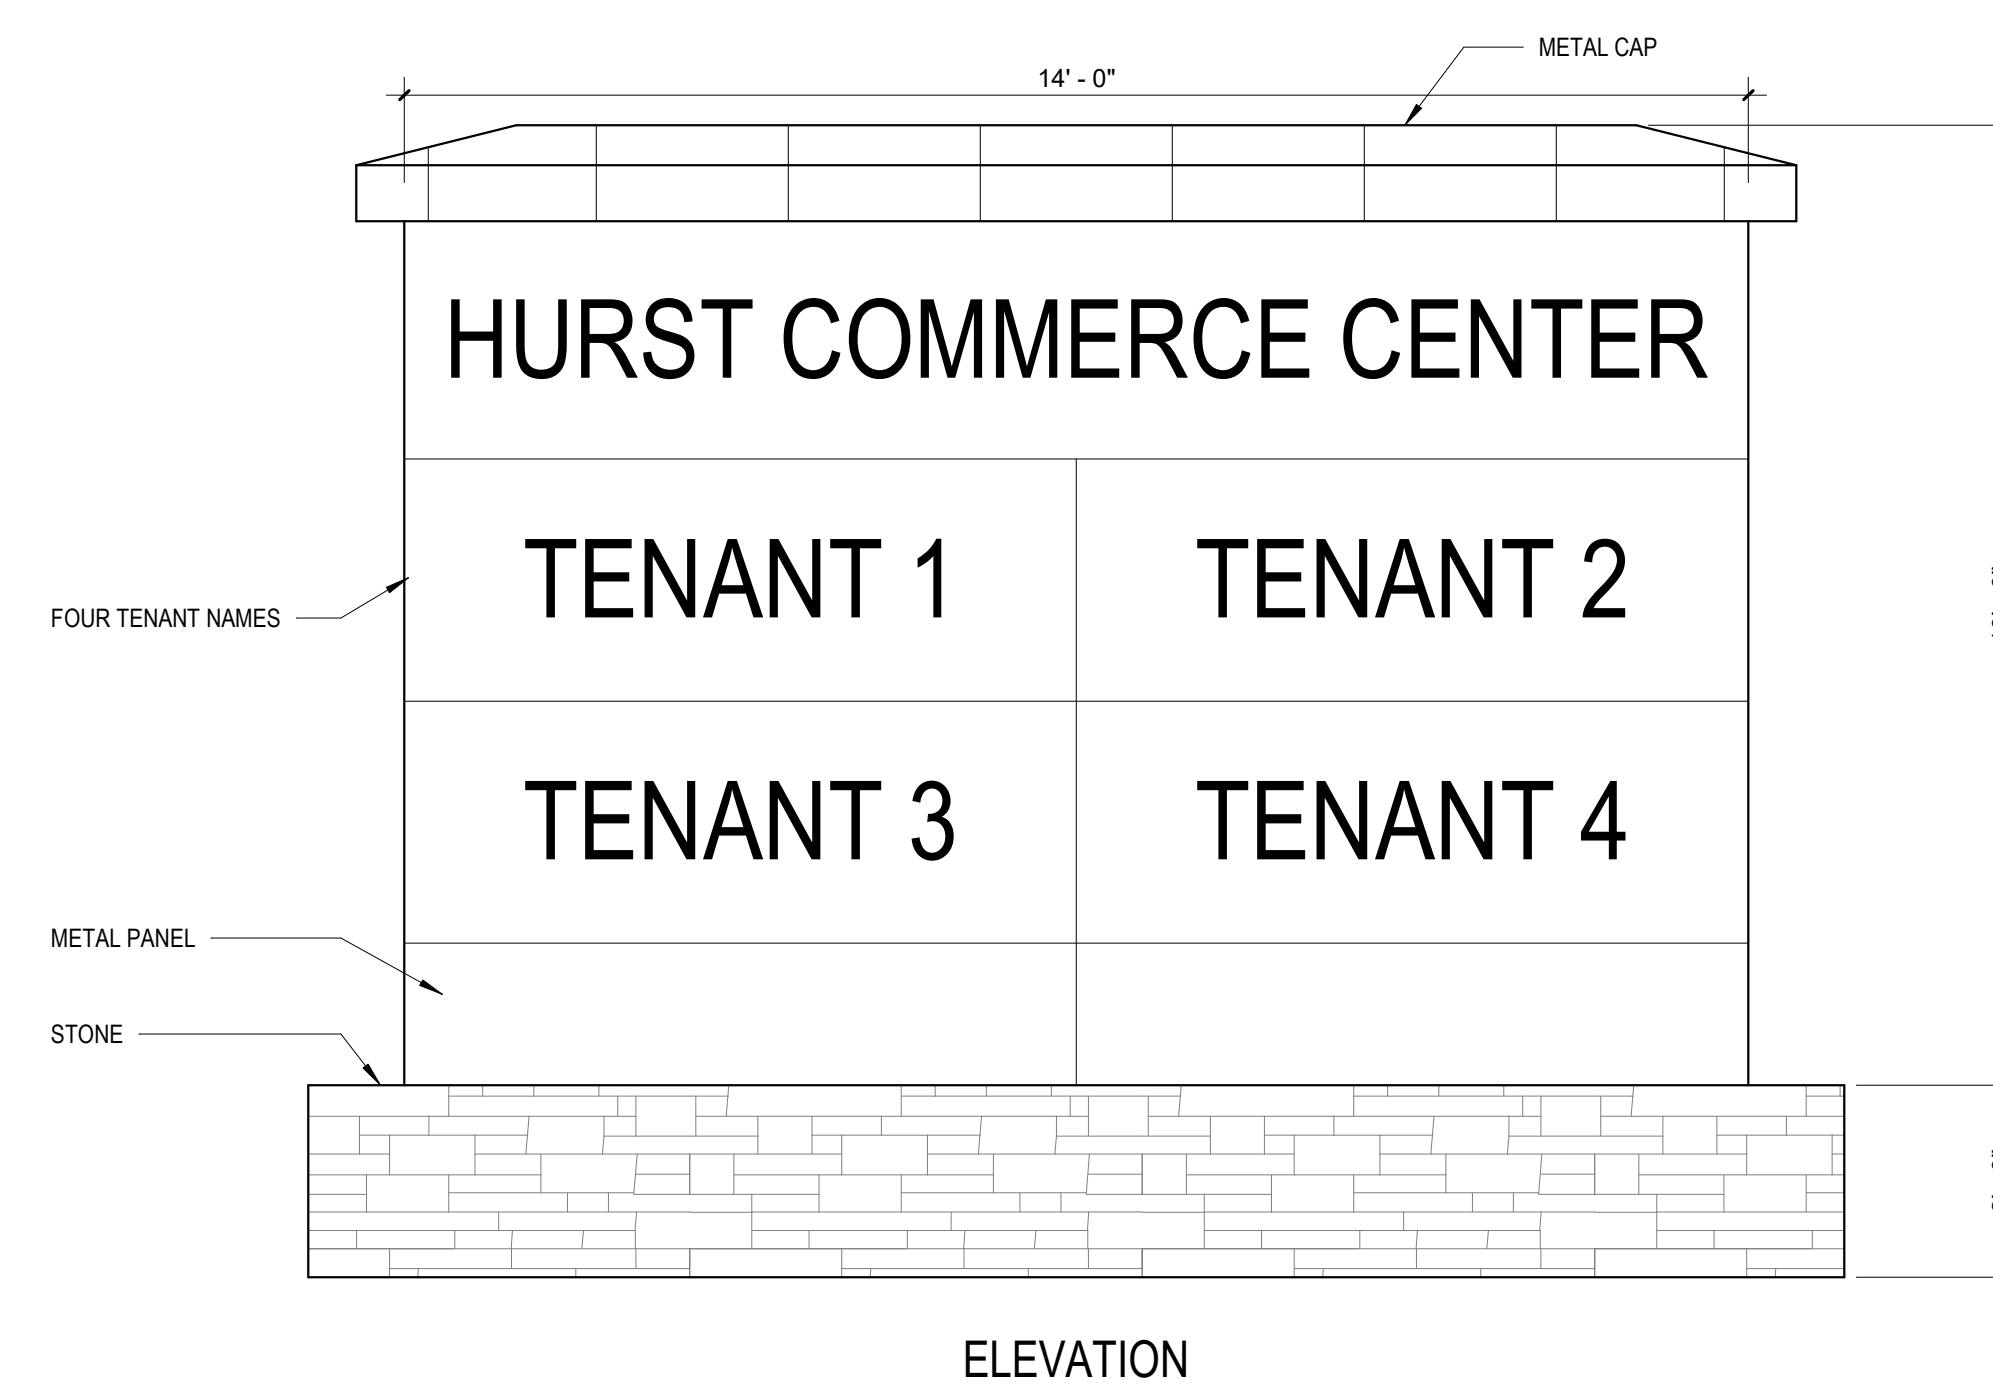 METAL CAP
14' - 0"
HURST COMMERCE CENTER
TENANT 1
TENANT 2
FOUR TENANT NAMES
TENANT 3
TENANT 4
METAL PANEL
STONE
ELEVATION